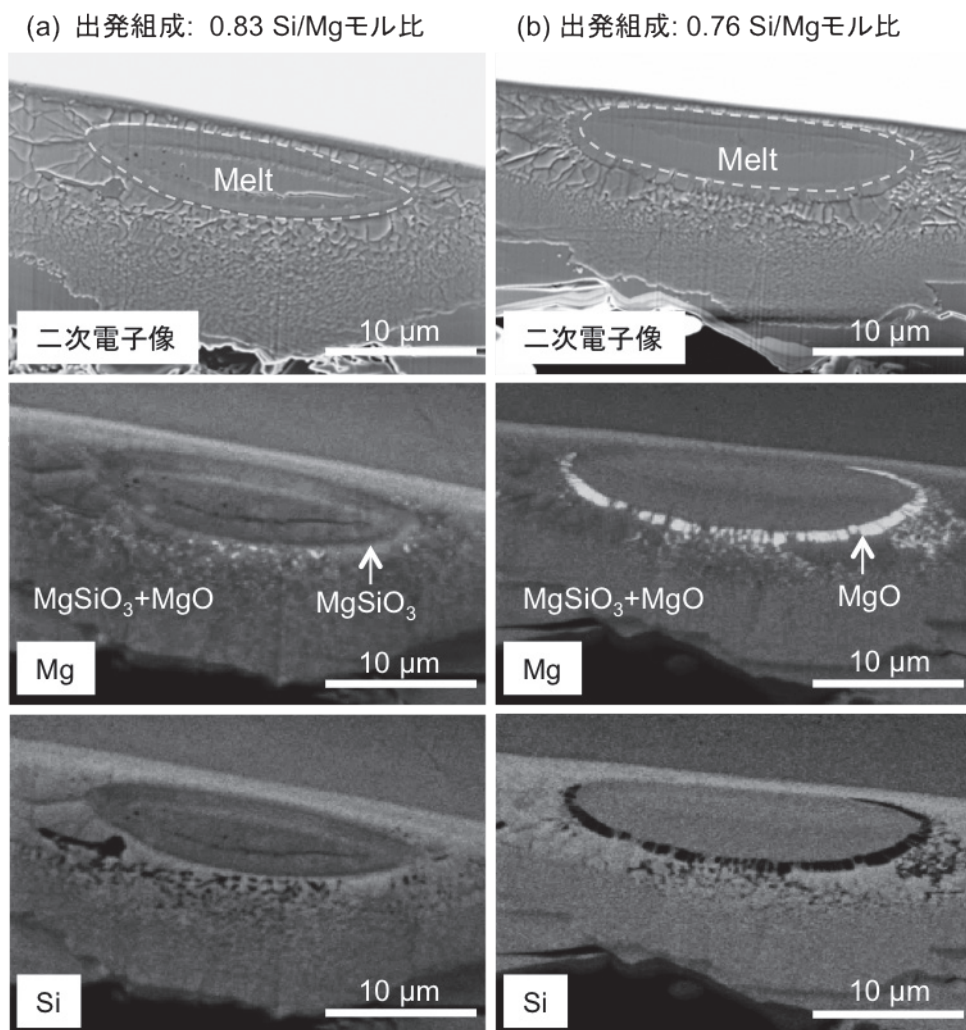 (a) 出発組成: 0.83 Si/Mgモル比
(b) 出発組成: 0.76 Si/Mgモル比
Melt
二次電子像
10 μm
Melt
二次電子像
10 μm
MgSiO3+MgO
MgSiO3
Mg
10 μm
MgSiO3+MgO
MgO
Mg
10 μm
Si
10 μm
Si
10 μm